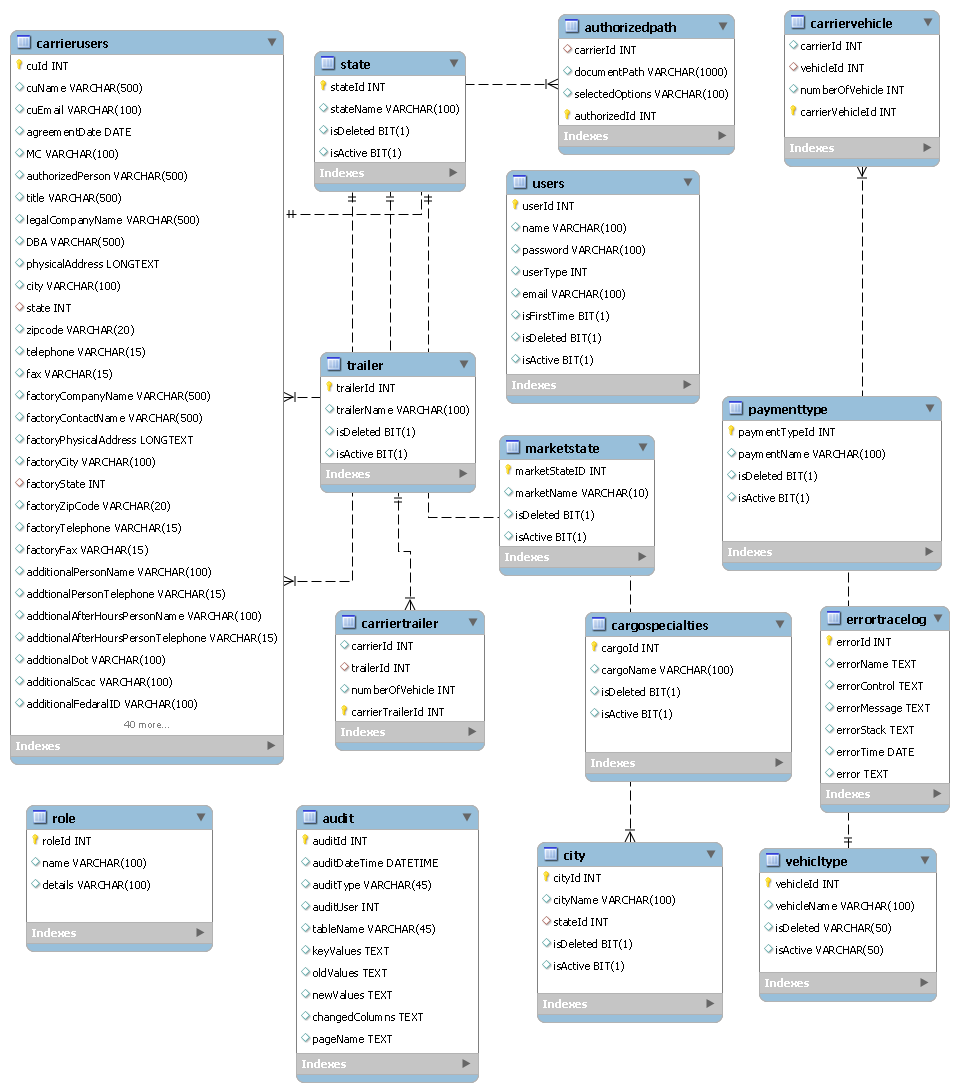 carrierusers
cuId INT
cuName VARCHAR(500)
cuEmail VARCHAR(100)
agreementDate DATE
MC VARCHAR(100)
authorizedPerson VARCHAR(500)
title VARCHAR(500)
legalCompanyName VARCHAR(500)
DBA VARCHAR(500)
physicalAddress LONGTEXT
city VARCHAR(100)
state INT
zipcode VARCHAR(20)
telephone VARCHAR(15)
fax VARCHAR(15)
factoryCompanyName VARCHAR(500)
factoryContactName VARCHAR(500)
factoryPhysicalAddress LONGTEXT
factoryCity VARCHAR(100)
factoryState INT
factoryZipCode VARCHAR(20)
factoryTelephone VARCHAR(15)
factoryFax VARCHAR(15)
additionalPersonName VARCHAR(100)
addtionalPersonTelephone VARCHAR(15)
addtionalAfterHoursPersonName VARCHAR(100)
addtionalAfterHoursPersonTelephone VARCHAR(15)
addtionalDot VARCHAR(100)
additionalScac VARCHAR(100)
additionalFedaralID VARCHAR(100)
40 more...
Indexes
state
stateId INT
stateName VARCHAR(100)
isDeleted BIT(1)
isActive BIT(1)
Indexes
authorizedpath
carrierId INT
documentPath VARCHAR(1000)
selectedOptions VARCHAR(100)
authorizedId INT
Indexes
carriervehicle
carrierId INT
vehicleId INT
numberOfVehicle INT
carrierVehicleId INT
Indexes
users
userId INT
name VARCHAR(100)
password VARCHAR(100)
userType INT
email VARCHAR(100)
isFirstTime BIT(1)
isDeleted BIT(1)
isActive BIT(1)
Indexes
trailer
trailerId INT
trailerName VARCHAR(100)
isDeleted BIT(1)
isActive BIT(1)
Indexes
marketstate
marketStateID INT
marketName VARCHAR(10)
isDeleted BIT(1)
isActive BIT(1)
Indexes
paymenttype
paymentTypeId INT
paymentName VARCHAR(100)
isDeleted BIT(1)
isActive BIT(1)
Indexes
carriertrailer
carrierId INT
trailerId INT
numberOfVehicle INT
carrierTrailerId INT
Indexes
cargospecialties
cargoId INT
cargoName VARCHAR(100)
isDeleted BIT(1)
isActive BIT(1)
Indexes
errortracelog
errorId INT
errorName TEXT
errorControl TEXT
errorMessage TEXT
errorStack TEXT
errorTime DATE
error TEXT
Indexes
role
roleId INT
name VARCHAR(100)
details VARCHAR(100)
Indexes
audit
auditId INT
auditDateTime DATETIME
auditType VARCHAR(45)
auditUser INT
tableName VARCHAR(45)
keyValues TEXT
oldValues TEXT
newValues TEXT
changedColumns TEXT
pageName TEXT
Indexes
city
cityId INT
cityName VARCHAR(100)
stateId INT
isDeleted BIT(1)
isActive BIT(1)
Indexes
vehicltype
vehicleId INT
vehicleName VARCHAR(100)
isDeleted VARCHAR(50)
isActive VARCHAR(50)
Indexes